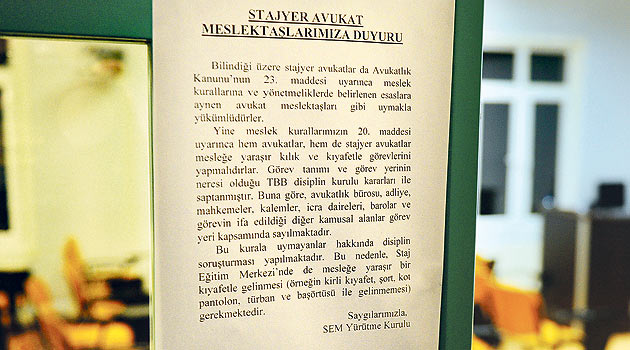 STAJYER AVUKAT
MESLEKTAŞLARIMIZA DUYURU
Bilindiği üzere stajyer avukatlar da Avukatlık
Kanunu'nun 23. maddesi uyarınca meslek
kurallarına ve yönetmeliklerde belirlenen esaslara
aynen avukat meslektaşları gibi uymakla
yükümlüdürler.
Yine meslek kurallarımızın 20. maddesi
uyarınca hem avukatlar, hem de stajyer avukatlar
mesleğe yaraşır kılık ve kıyafetle görevlerini
yapmalıdırlar. Görev tanımı ve görev yerinin
neresi olduğu TBB disiplin kurulu kararları ile
saptanmıştır. Buna göre, avukatlık bürosu, adliye,
mahkemeler, kalemler, icra daireleri, barolar ve
görevin ifa edildiği diğer kamusal alanlar görev
yeri kapsamında sayılmaktadır.
Bu kurala uymayanlar hakkında disiplin
soruşturması yapılmaktadır. Bu nedenle, Staj
Eğitim Merkezi'nde de mesleğe yaraşır bir
kıyafetle gelinmesi (örneğin kirli kıyafet, şort, kot
pantolon, türban ve başörtüsü ile gelinmemesi)
gerekmektedir.
Saygılarımızla,
SEM Yürütme Kurulu